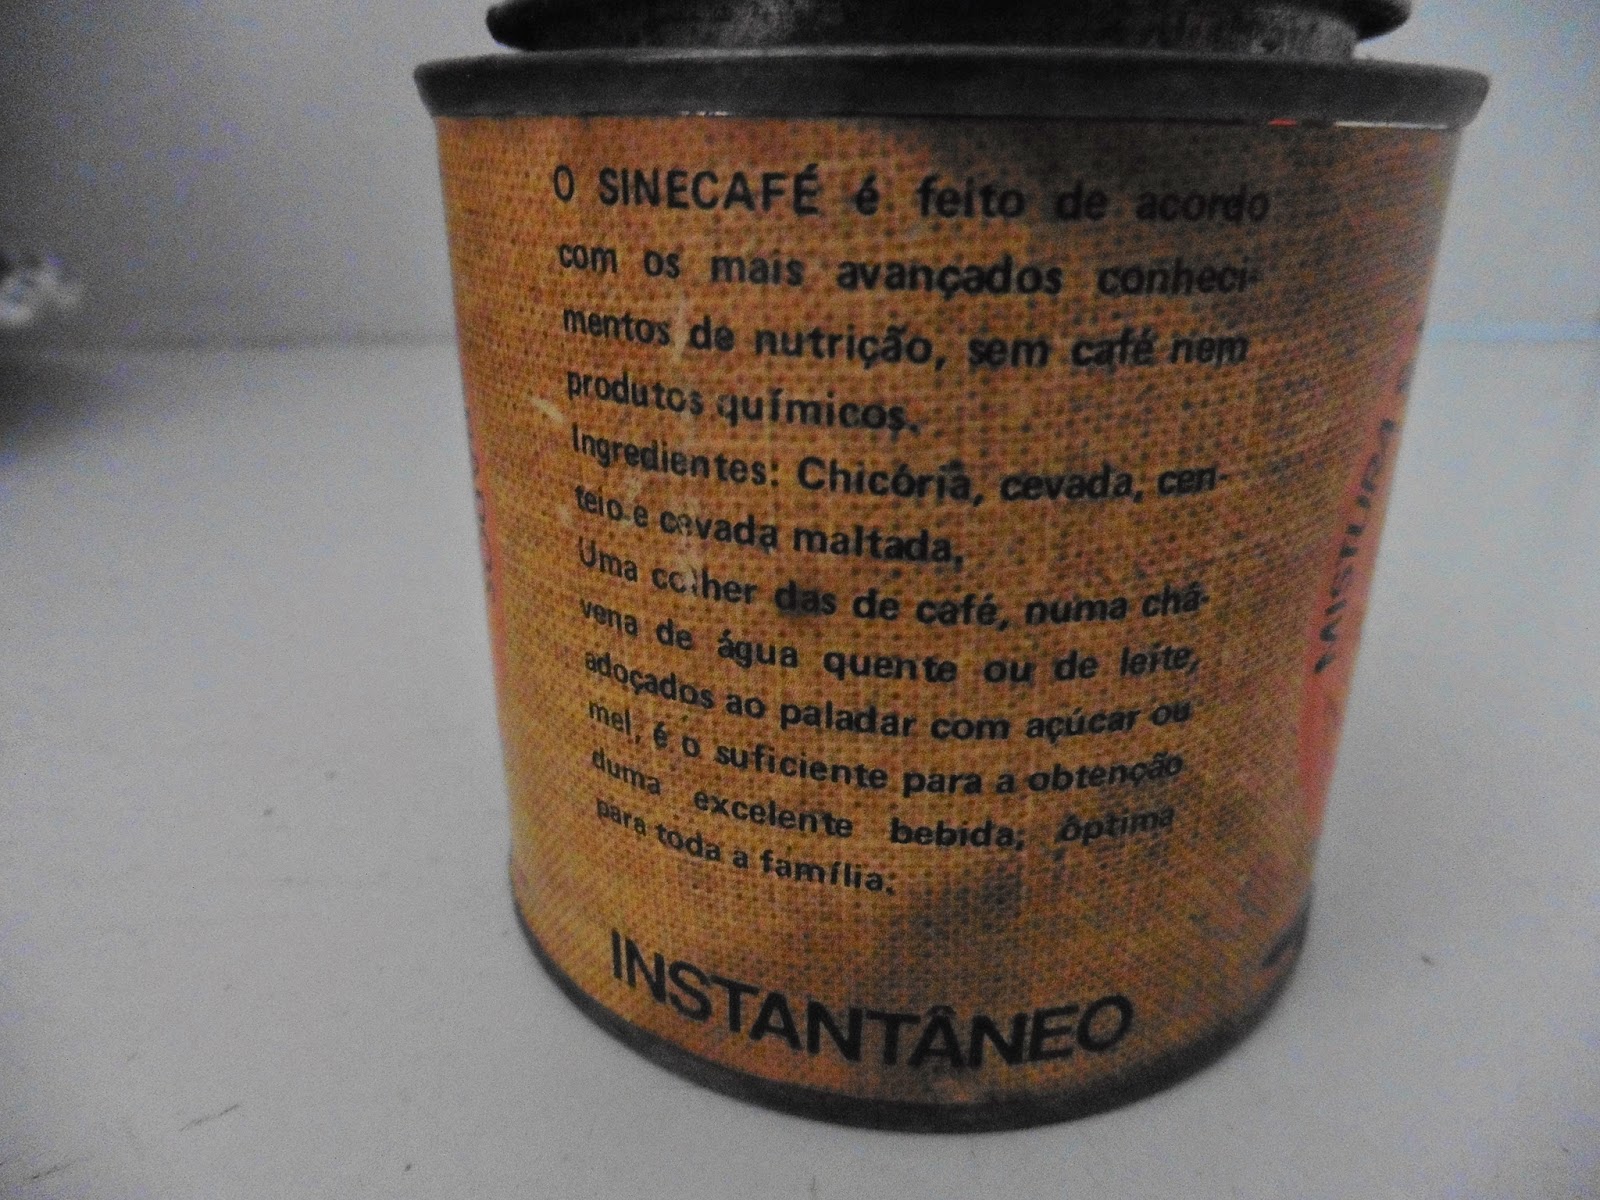 O SINECAFÉ é feito de acordo
com os mais avançados conheci-
mentos de nutrição, sem café nem
produtos químicos.
Ingredientes: Chicória, cevada, cen-
teio e cevada maltada.
Uma colher das de café, numa chá-
vena de água quente ou de leite,
adoçados ao paladar com açúcar ou
mel, é o suficiente para a obtenção
duma excelente bebida; óptima
para toda a família.
INSTANTÂNEO
MISTURA